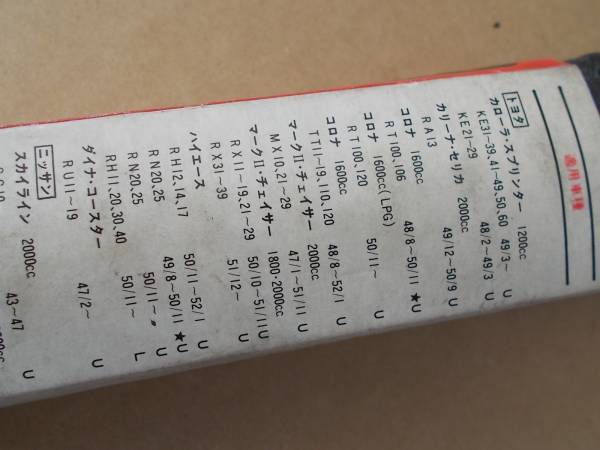 適用車種
トヨタ
カローラ・スプリンター 1200cc
KE31~39、41~49、50、60 49/3~ U
KE21~29 48/2~49/3 U
カリーナ・セリカ 2000cc
RA13 49/12~50/9 U
コロナ 1600cc
RT100、106 48/8~50/11 ★U
コロナ 1600cc(LPG)
RT100、120 50/11~ U
コロナ 1600cc
TT11~19、110、120 48/8~52/1 U
マークⅡ・チェイサー 2000cc
MX10、21~29 47/1~51/11 U
マークⅡ・チェイサー 1800・2000cc
RX11~19、21~29 50/10~51/11 U
RX31~39 51/12~ U
ハイエース
RH12、14、17 50/11~52/1 U
RN20、25 49/8~50/11 ★U
RN20、25 50/11~〃 U
RH11、20、30、40 50/11~ L
ダイナ・コースター
RU11~19 47/2~ U
ニッサン
スカイライン 2000cc
43~47 U